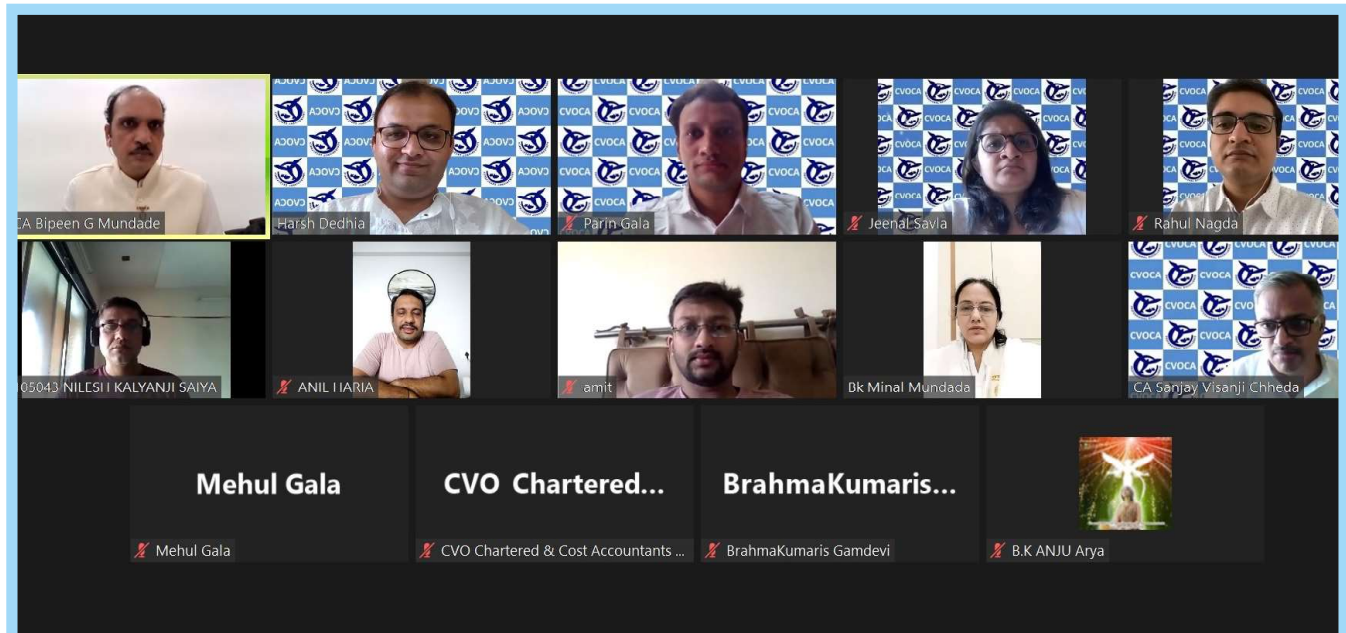 CA Bipeen G Mundade
Harsh Dedhia
Parin Gala
Jeenal Savla
Rahul Nagda
CVOCA
05043 NILESH KALYANJI SAIYA
ANIL HARIA
amit
Bk Minal Mundada
CA Sanjay Visanji Chheda
Mehul Gala
CVO Chartered...
BrahmaKumaris...
Mehul Gala
CVO Chartered & Cost Accountants ...
BrahmaKumaris Gamdevi
B.K ANJU Arya